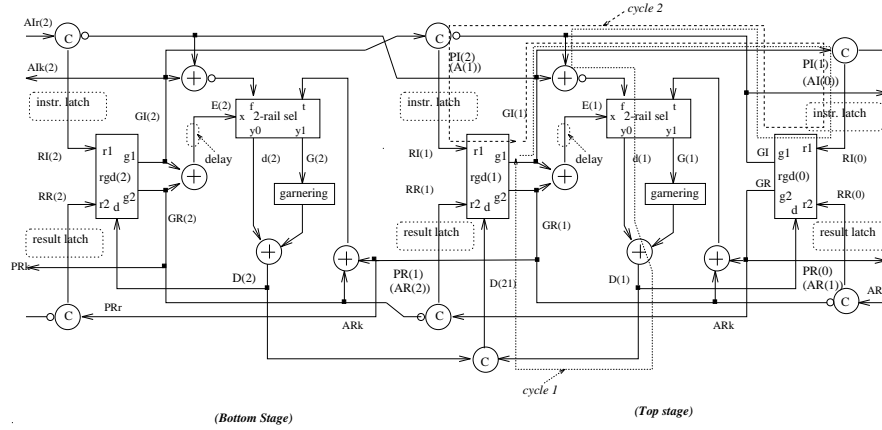 cycle 2
AIr(2)
C
C
C
PI(2)
(A(1))
PI(1)
(AI(0))
AIk(2)
instr. latch
GI(2)
E(2)
f
t
x
2-rail sel
y0
y1
instr. latch
GI(1)
E(1)
f
t
x
2-rail sel
y0
y1
instr. latch
RI(2)
r1
g1
rgd(2)
g2
r2
d
delay
d(2)
G(2)
RI(1)
r1
g1
rgd(1)
g2
r2
d
delay
d(1)
G(1)
GI
g1
r1
rgd(0)
g2
r2
d
RI(0)
RR(2)
garnering
RR(1)
garnering
GR
RR(0)
result latch
GR(2)
result latch
GR(1)
result latch
PRk
D(2)
PR(1)
(AR(2))
D(21)
D(1)
PR(0)
(AR(1))
AR
PRr
C
ARk
C
ARk
C
C
cycle 1
(Bottom Stage)
(Top stage)